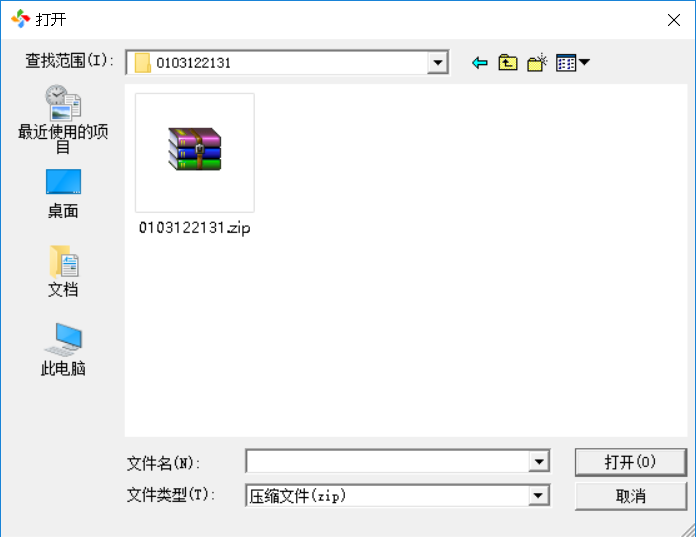 打开
查找范围(I):
0103122131
最近使用的项
目
桌面
文档
此电脑
0103122131.zip
文件名(N):
打开(O)
文件类型(T):
压缩文件(zip)
取消